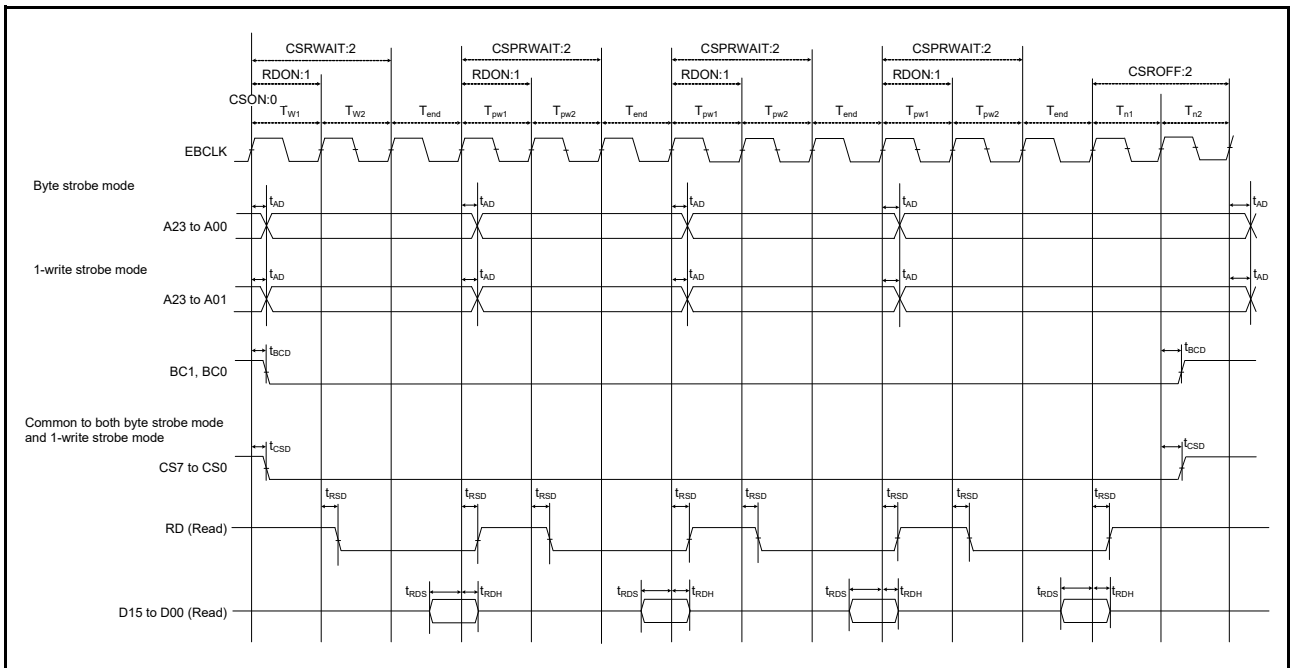 CSRWAIT:2 CSPRWAIT:2 CSPRWAIT:2 CSPRWAIT:2
RDON:1 RDON:1 RDON:1 RDON:1 CSROFF:2
CSON:0
TW1 TW2 Tend Tpw1 Tpw2 Tend Tpw1 Tpw2 Tend Tpw1 Tpw2 Tend Tn1 Tn2
EBCLK
Byte strobe mode
tAD tAD tAD tAD tAD
A23 to A00
1-write strobe mode
tAD tAD tAD tAD tAD
A23 to A01
tBCD tBCD
BC1, BC0
Common to both byte strobe mode
and 1-write strobe mode
tCSD tCSD
CS7 to CS0
tRSD tRSD tRSD tRSD tRSD tRSD tRSD tRSD
RD (Read)
tRDS tRDH tRDS tRDH tRDS tRDH tRDS tRDH
D15 to D00 (Read)